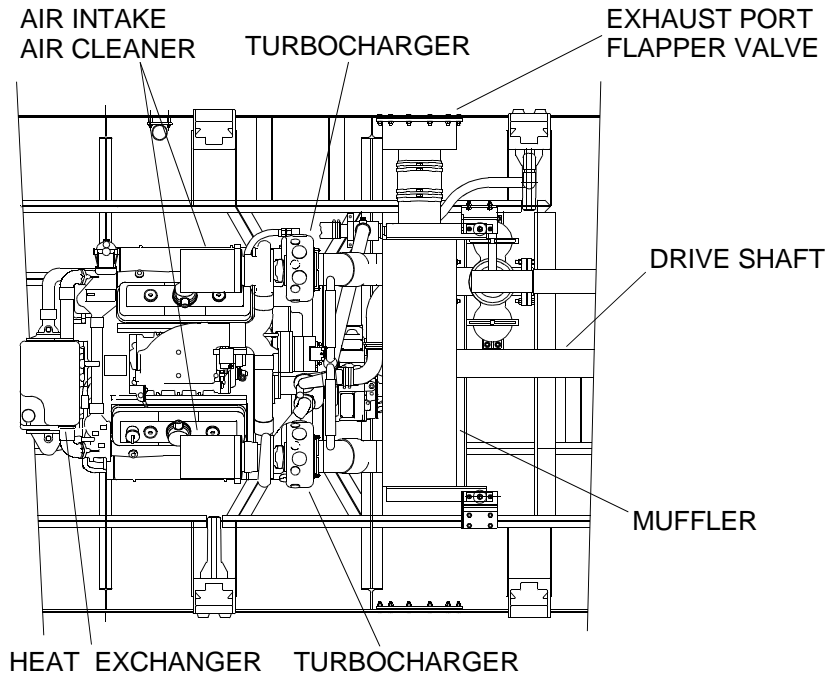 AIR INTAKE
AIR CLEANER
TURBOCHARGER
EXHAUST PORT
FLAPPER VALVE
DRIVE SHAFT
MUFFLER
HEAT EXCHANGER
TURBOCHARGER